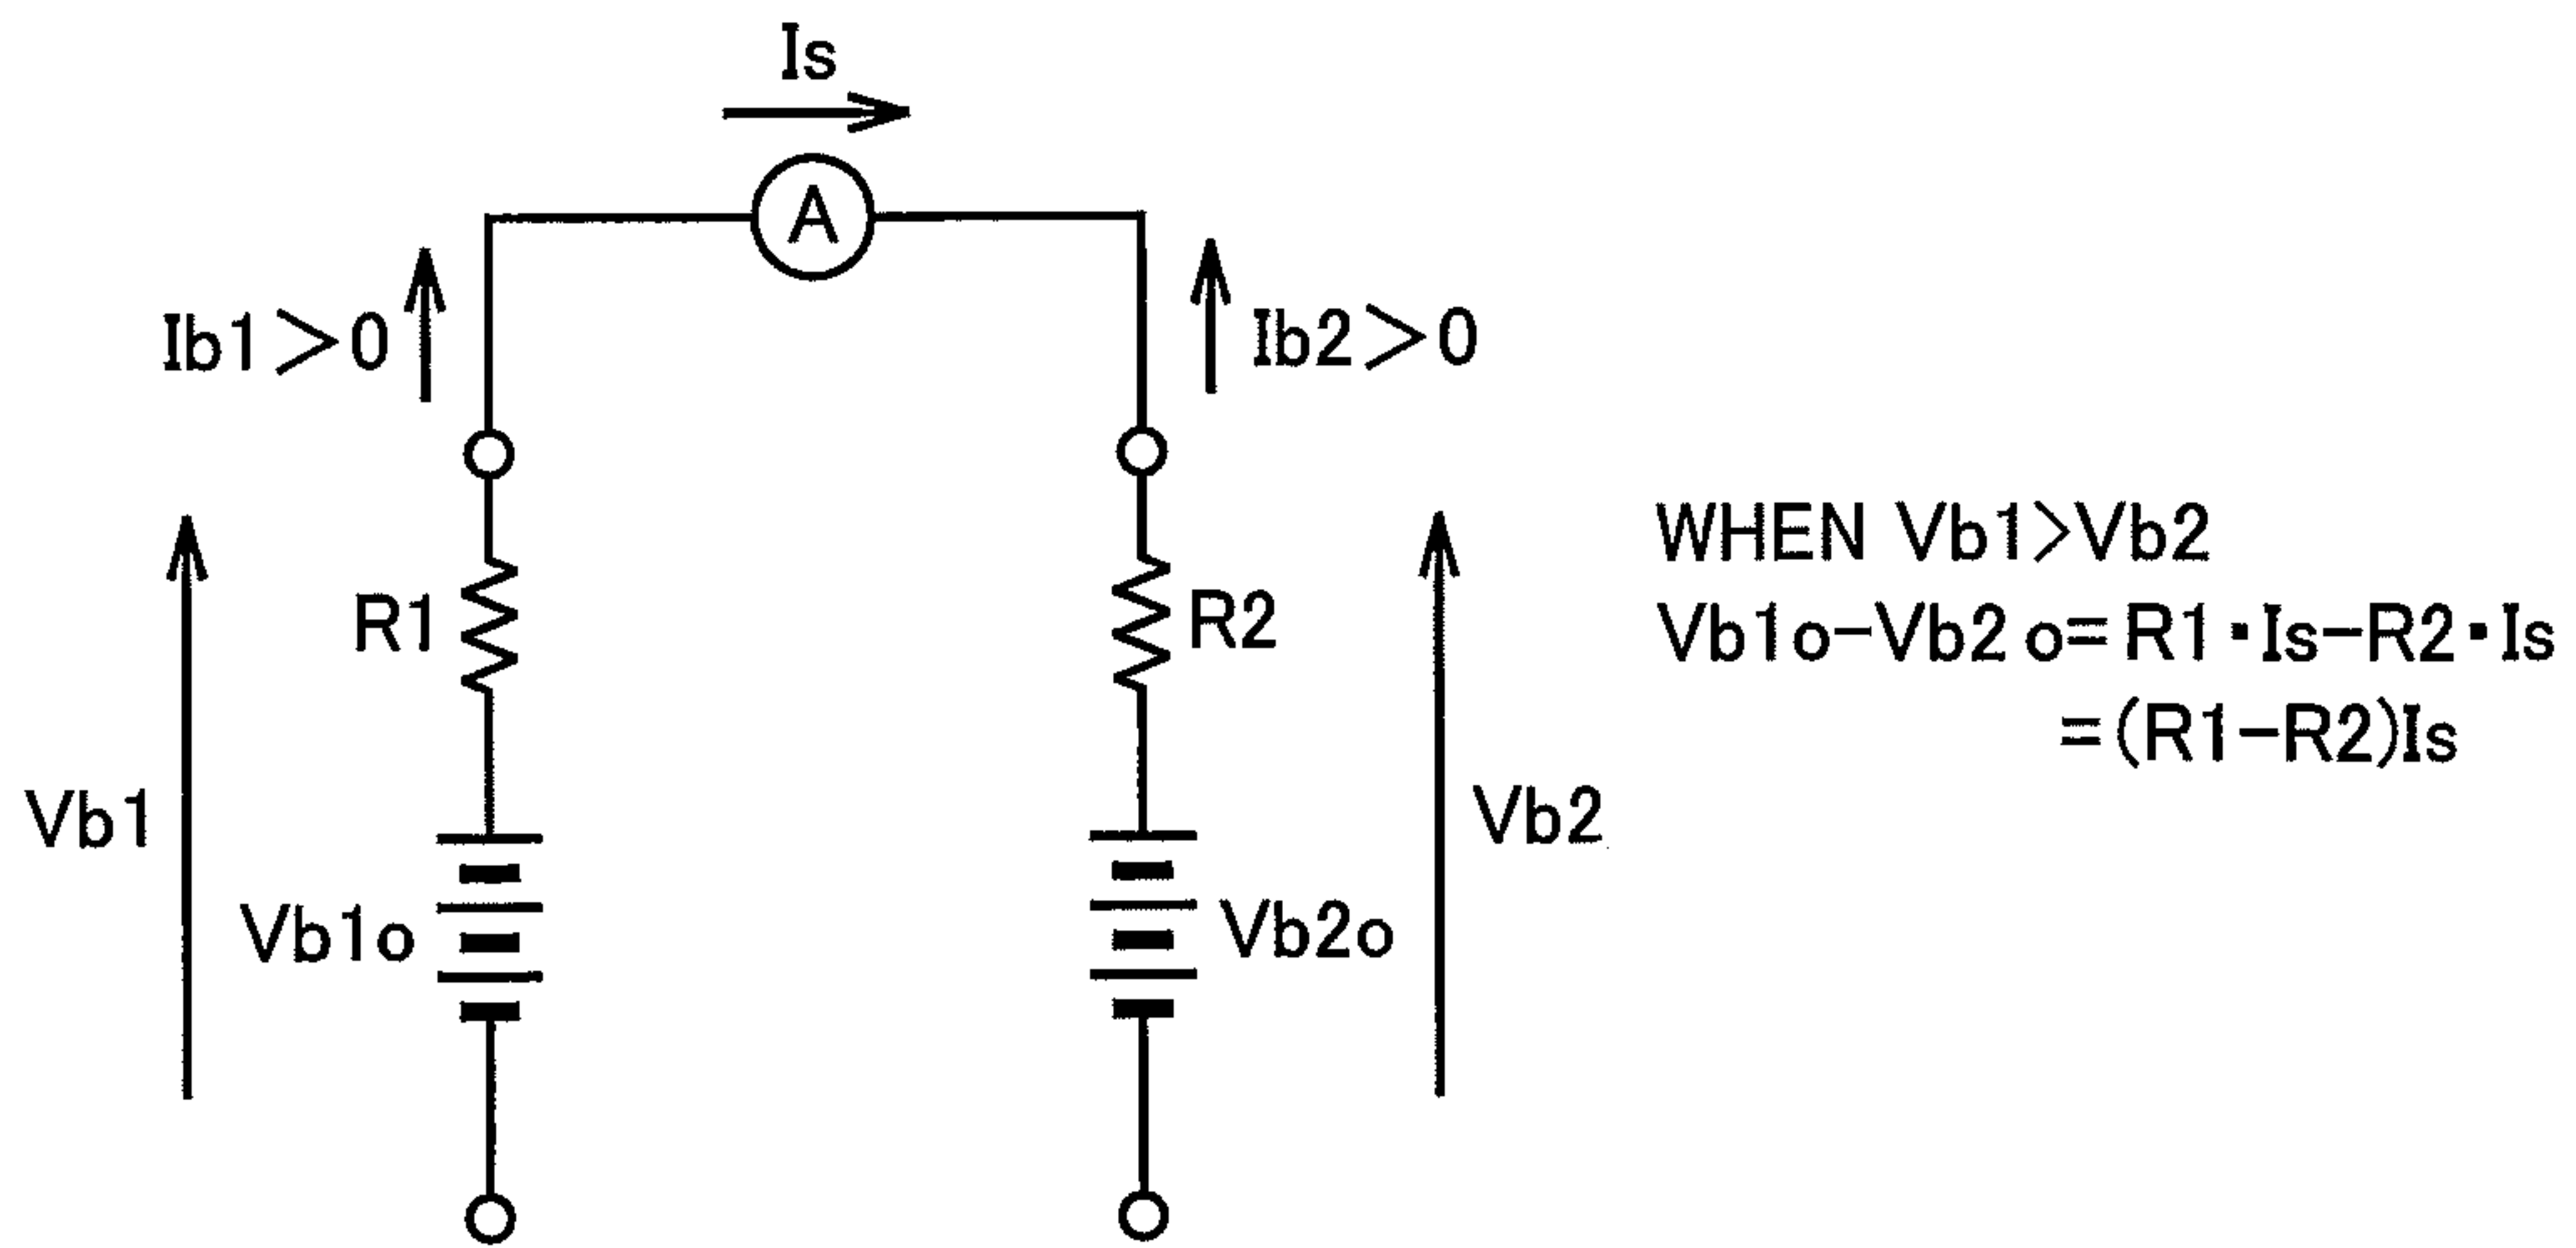 Is
A
Ib1>0
Ib2>0
R1
R2
WHEN Vb1>Vb2
Vb1o-Vb2 o= R1·Is-R2·Is
=(R1-R2)Is
Vb1
Vb2
Vb1o
Vb2o